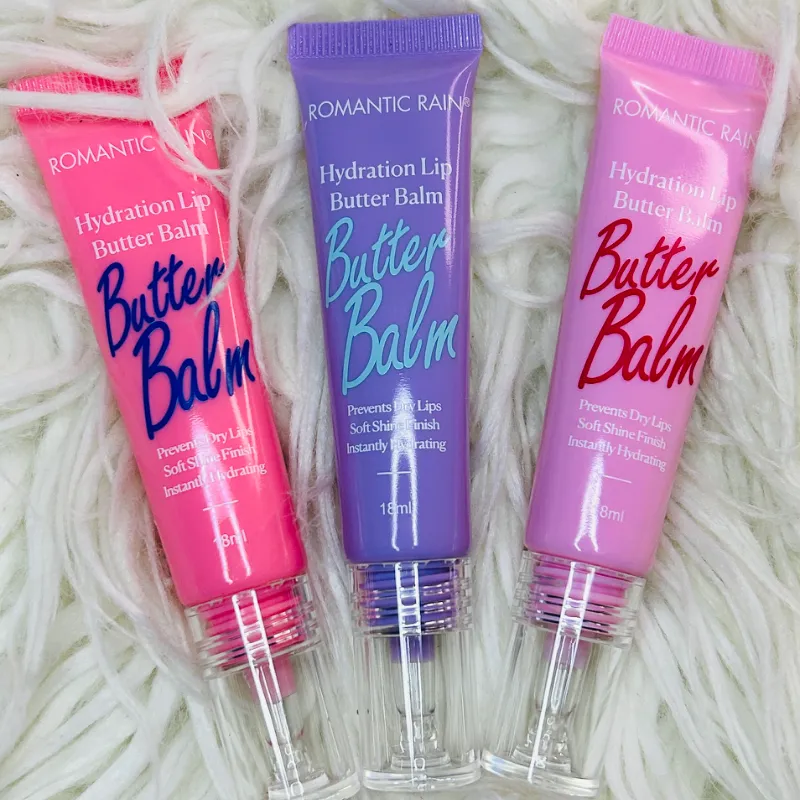 ROMANTIC RAIN®
Hydration Lip
Butter Balm
Butter
Balm
Prevents Dry Lips
Soft Shine Finish
Instantly Hydrating
18ml
ROMANTIC RAIN®
Hydration Lip
Butter Balm
Butter
Balm
Prevents Dry Lips
Soft Shine Finish
Instantly Hydrating
18ml
ROMANTIC RAIN
Hydration Lip
Butter Balm
Butter
Balm
Prevents Dry Lips
Soft Shine Finish
Instantly Hydrating
18ml